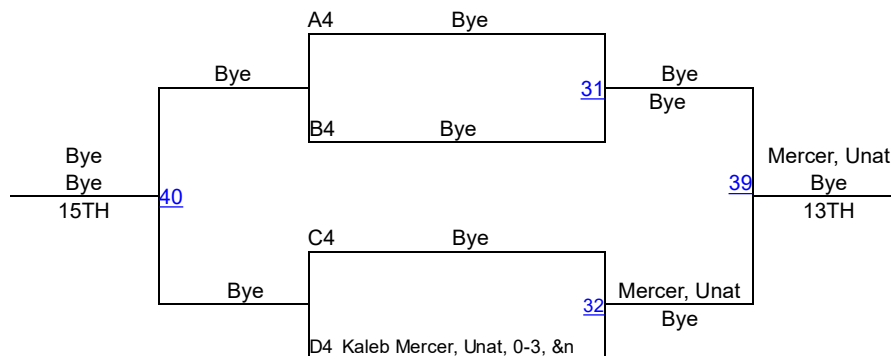 A4 Bye
Bye
31
Bye
Bye
B4 Bye
Bye
Bye
15TH
40
39
Mercer, Unat
Bye
13TH
C4 Bye
Bye
32
Mercer, Unat
Bye
D4 Kaleb Mercer, Unat, 0-3, &n